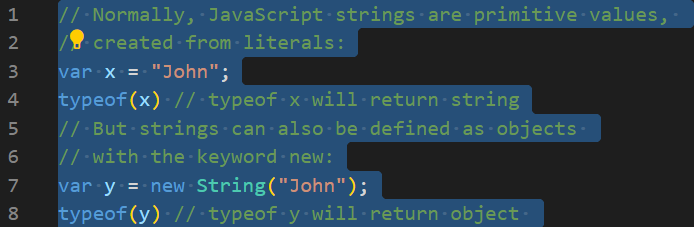 1 // Normally, JavaScript strings are primitive values,
2 // created from literals:
3 var x = "John";
4 typeof(x) // typeof x will return string
5 // But strings can also be defined as objects
6 // with the keyword new:
7 var y = new String("John");
8 typeof(y) // typeof y will return object